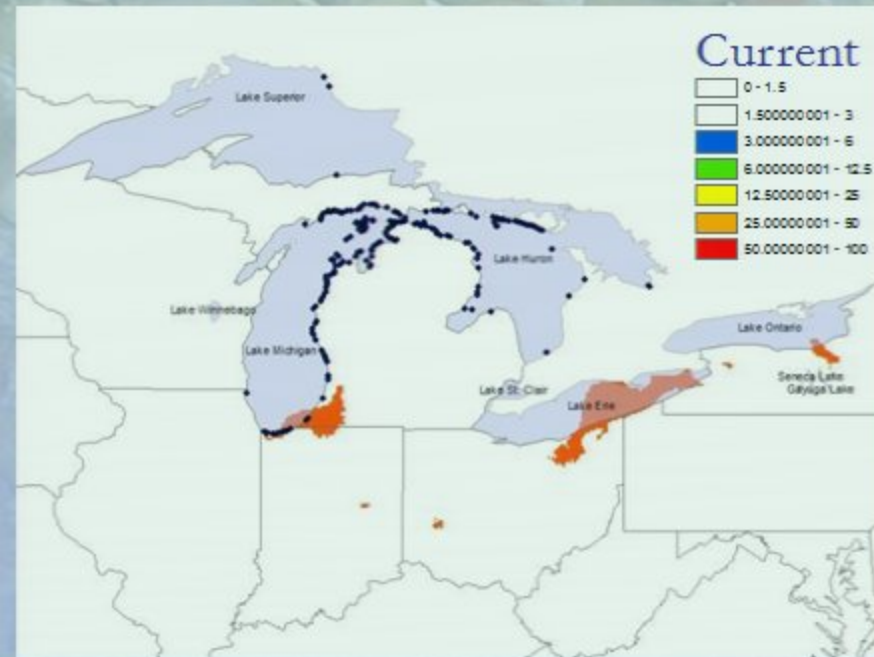 Current
0 - 1.5
1.500000001 - 3
3.000000001 - 6
6.000000001 - 12.5
12.50000001 - 25
25.00000001 - 50
50.00000001 - 100
Lake Superior
Lake Huron
Lake Winnebago
Lake Ontario
Lake Michigan
Seneca Lake
Cayuga Lake
Lake St. Clair
Lake Erie